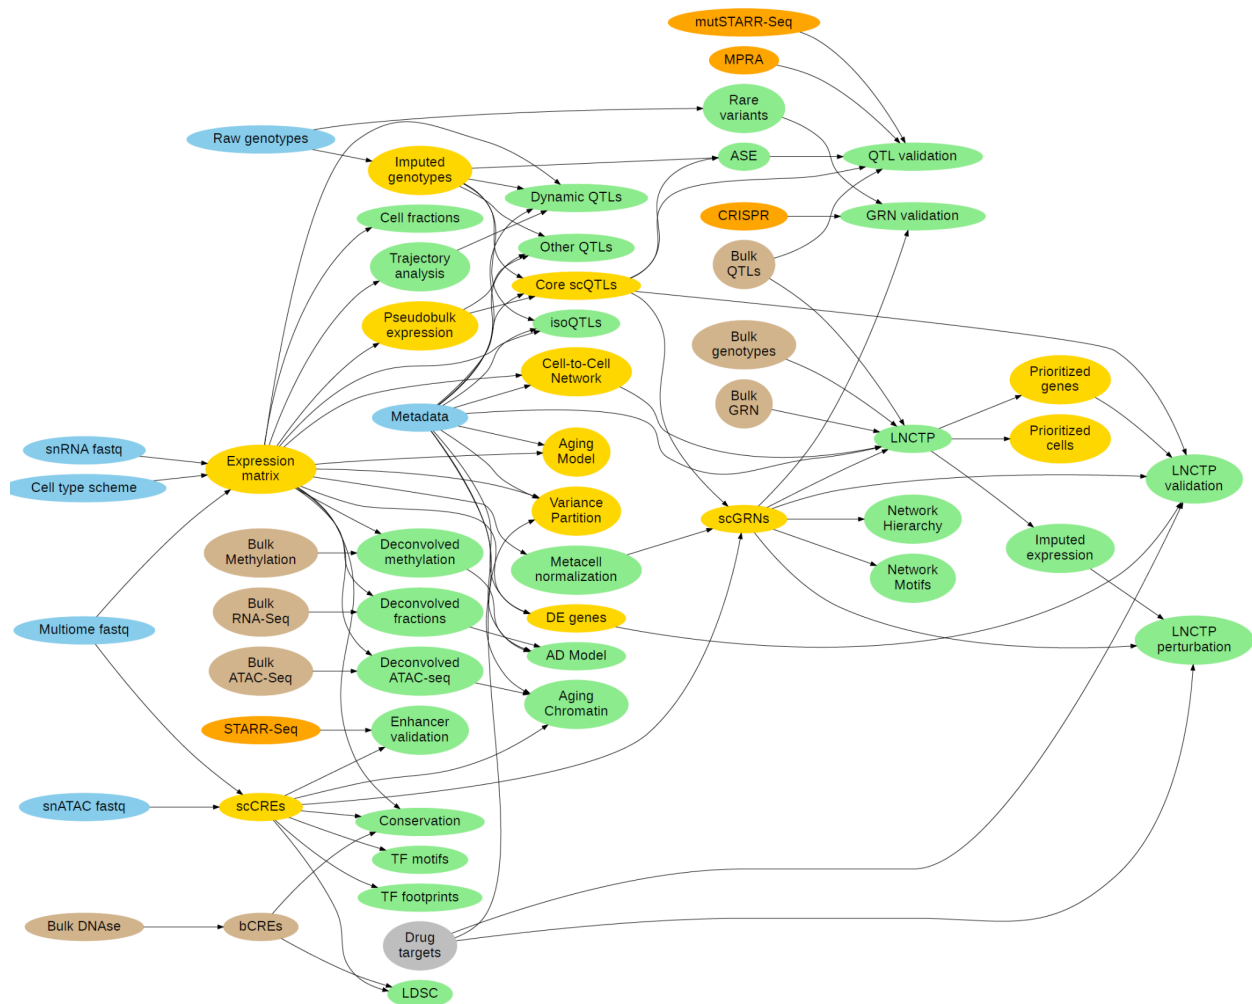 mutSTARR-Seq
MPRA
Rare
variants
Raw genotypes
Imputed
genotypes
ASE
QTL validation
Dynamic QTLs
Cell fractions
CRISPR
GRN validation
Other QTLs
Trajectory
analysis
Bulk
QTLs
Core scQTLs
Pseudobulk
expression
isoQTLs
Bulk
genotypes
Cell-to-Cell
Network
Prioritized
genes
Bulk
GRN
Metadata
LNCTP
Prioritized
cells
snRNA fastq
Expression
matrix
Aging
Model
Cell type scheme
LNCTP
validation
Variance
Partition
scGRNs
Network
Hierarchy
Bulk
Methylation
Deconvolved
methylation
Metacell
normalization
Imputed
expression
Network
Motifs
Bulk
RNA-Seq
Deconvolved
fractions
DE genes
Multiome fastq
LNCTP
perturbation
AD Model
Bulk
ATAC-Seq
Deconvolved
ATAC-seq
Aging
Chromatin
STARR-Seq
Enhancer
validation
snATAC fastq
scCREs
Conservation
TF motifs
TF footprints
Bulk DNAse
bCREs
Drug
targets
LDSC